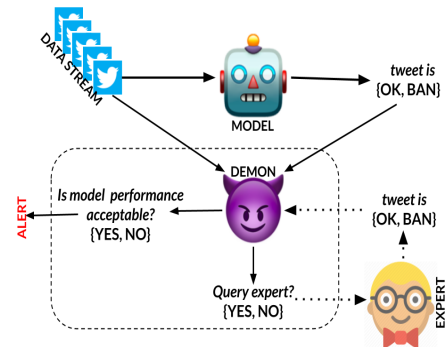 DATA STREAM
MODEL
tweet is
{OK, BAN}
DEMON
Is model performance
acceptable?
{YES, NO}
ALERT
tweet is
{OK, BAN}
Query expert?
{YES, NO}
EXPERT